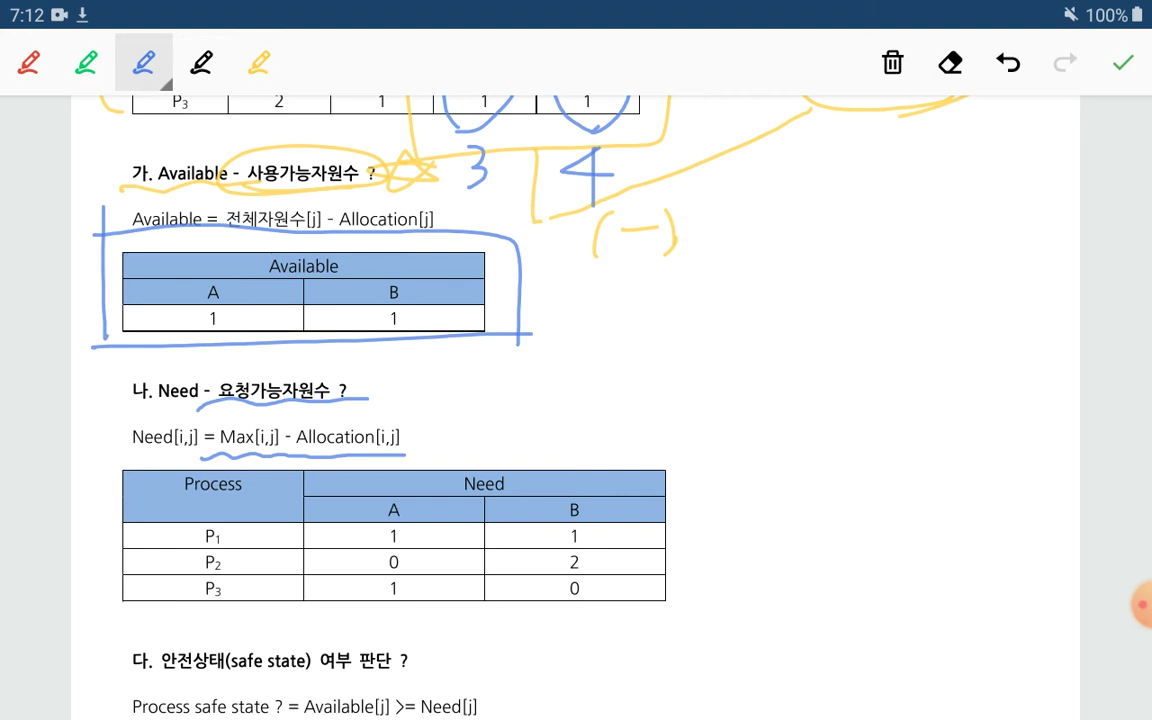 7:12 100%
P3 2 1 1 1
3 4
가. Available - 사용가능자원수 ?
Available = 전체자원수[j] - Allocation[j]
(-)
Available
A B
1 1
나. Need - 요청가능자원수 ?
Need[i,j] = Max[i,j] - Allocation[i,j]
Process Need
A B
P1 1 1
P2 0 2
P3 1 0
다. 안전상태(safe state) 여부 판단 ?
Process safe state ? = Available[j] >= Need[j]